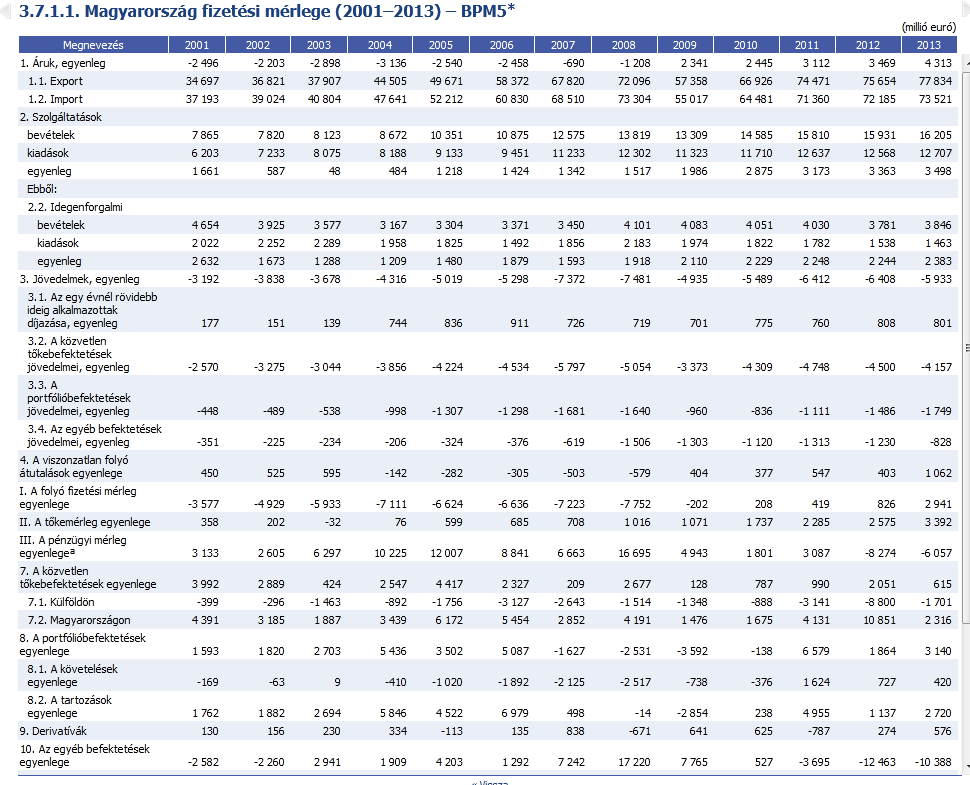 3.7.1.1. Magyarország fizetési mérlege (2001–2013) – BPM5*
(millió euró)
Megnevezés 2001 2002 2003 2004 2005 2006 2007 2008 2009 2010 2011 2012 2013
1. Áruk, egyenleg -2 496 -2 203 -2 898 -3 136 -2 540 -2 458 -690 -1 208 2 341 2 445 3 112 3 469 4 313
1.1. Export 34 697 36 821 37 907 44 505 49 671 58 372 67 820 72 096 57 358 66 926 74 471 75 654 77 834
1.2. Import 37 193 39 024 40 804 47 641 52 212 60 830 68 510 73 304 55 017 64 481 71 360 72 185 73 521
2. Szolgáltatások
bevételek 7 865 7 820 8 123 8 672 10 351 10 875 12 575 13 819 13 309 14 585 15 810 15 931 16 205
kiadások 6 203 7 233 8 075 8 188 9 133 9 451 11 233 12 302 11 323 11 710 12 637 12 568 12 707
egyenleg 1 661 587 48 484 1 218 1 424 1 342 1 517 1 986 2 875 3 173 3 363 3 498
Ebből:
2.2. Idegenforgalmi
bevételek 4 654 3 925 3 577 3 167 3 304 3 371 3 450 4 101 4 083 4 051 4 030 3 781 3 846
kiadások 2 022 2 252 2 289 1 958 1 825 1 492 1 856 2 183 1 974 1 822 1 782 1 538 1 463
egyenleg 2 632 1 673 1 288 1 209 1 480 1 879 1 593 1 918 2 110 2 229 2 248 2 244 2 383
3. Jövedelmek, egyenleg -3 192 -3 838 -3 678 -4 316 -5 019 -5 298 -7 372 -7 481 -4 935 -5 489 -6 412 -6 408 -5 933
3.1. Az egy évnél rövidebb
ideig alkalmazottak
díjazása, egyenleg 177 151 139 744 836 911 726 719 701 775 760 808 801
3.2. A közvetlen
tőkebefektetések
jövedelmei, egyenleg -2 570 -3 275 -3 044 -3 856 -4 224 -4 534 -5 797 -5 054 -3 373 -4 309 -4 748 -4 500 -4 157
3.3. A
portfólióbefektetések
jövedelmei, egyenleg -448 -489 -538 -998 -1 307 -1 298 -1 681 -1 640 -960 -836 -1 111 -1 486 -1 749
3.4. Az egyéb befektetések
jövedelmei, egyenleg -351 -225 -234 -206 -324 -376 -619 -1 506 -1 303 -1 120 -1 313 -1 230 -828
4. A viszonzatlan folyó
átutalások egyenlege 450 525 595 -142 -282 -305 -503 -579 404 377 547 403 1 062
I. A folyó fizetési mérleg
egyenlege -3 577 -4 929 -5 933 -7 111 -6 624 -6 636 -7 223 -7 752 -202 208 419 826 2 941
II. A tőkemérleg egyenlege 358 202 -32 76 599 685 708 1 016 1 071 1 737 2 285 2 575 3 392
III. A pénzügyi mérleg
egyenlegeª 3 133 2 605 6 297 10 225 12 007 8 841 6 663 16 695 4 943 1 801 3 087 -8 274 -6 057
7. A közvetlen
tőkebefektetések egyenlege 3 992 2 889 424 2 547 4 417 2 327 209 2 677 128 787 990 2 051 615
7.1. Külföldön -399 -296 -1 463 -892 -1 756 -3 127 -2 643 -1 514 -1 348 -888 -3 141 -8 800 -1 701
7.2. Magyarországon 4 391 3 185 1 887 3 439 6 172 5 454 2 852 4 191 1 476 1 675 4 131 10 851 2 316
8. A portfólióbefektetések
egyenlege 1 593 1 820 2 703 5 436 3 502 5 087 -1 627 -2 531 -3 592 -138 6 579 1 864 3 140
8.1. A követelések
egyenlege -169 -63 9 -410 -1 020 -1 892 -2 125 -2 517 -738 -376 1 624 727 420
8.2. A tartozások
egyenlege 1 762 1 882 2 694 5 846 4 522 6 979 498 -14 -2 854 238 4 955 1 137 2 720
9. Derivatívák 130 156 230 334 -113 135 838 -671 641 625 -787 274 576
10. Az egyéb befektetések
egyenlege -2 582 -2 260 2 941 1 909 4 203 1 292 7 242 17 220 7 765 527 -3 695 -12 463 -10 388